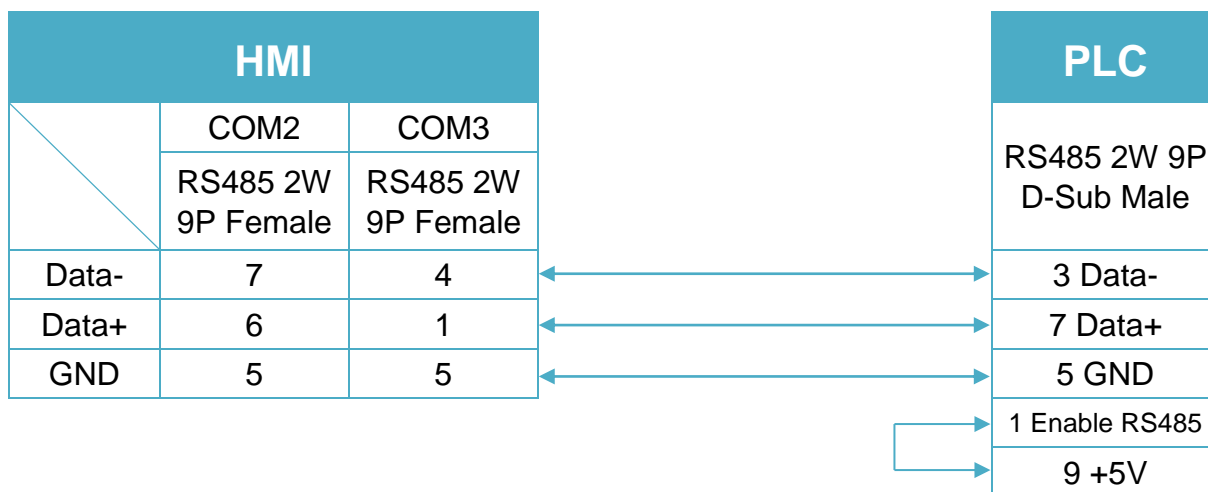 HMI
PLC
COM2 COM3
RS485 2W
9P Female
RS485 2W
9P Female
RS485 2W 9P
D-Sub Male
Data- 7 4 3 Data-
Data+ 6 1 7 Data+
GND 5 5 5 GND
1 Enable RS485
9 +5V